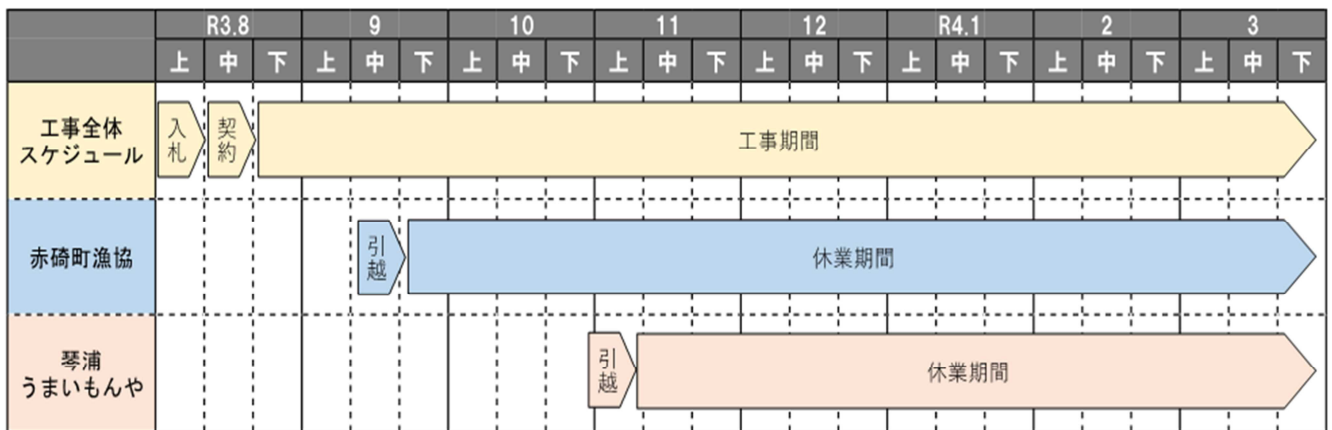 R3.8 9 10 11 12 R4.1 2 3
上 中 下 上 中 下 上 中 下 上 中 下 上 中 下 上 中 下 上 中 下 上 中 下
工事全体
スケジュール
入札
契約
工事期間
赤碕町漁協
引越
休業期間
琴浦
うまいもんや
引越
休業期間